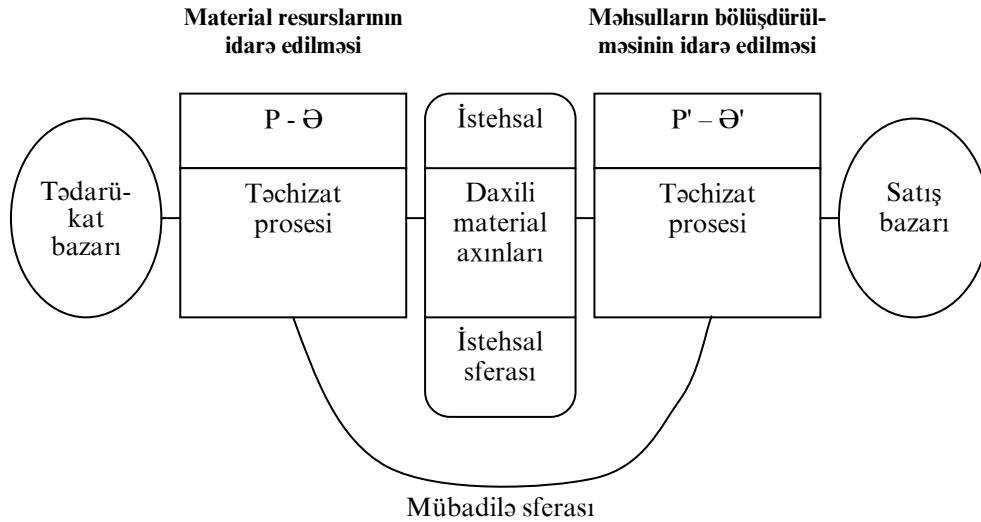 Material resurslarının
idarə edilməsi
Məhsulların bölüşdürül-
məsinin idarə edilməsi
P - Ə
İstehsal
P' – Ə'
Tədarü-
kat
bazarı
Təchizat
prosesi
Daxili
material
axınları
Təchizat
prosesi
Satış
bazarı
İstehsal
sferası
Mübadilə sferası